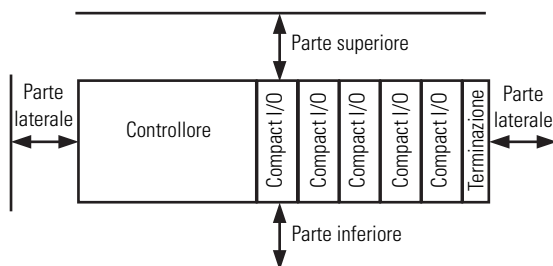 Parte superiore
Parte
laterale
Controllore
Compact I/O
Compact I/O
Compact I/O
Compact I/O
Compact I/O
Terminazione
Parte
laterale
Parte inferiore